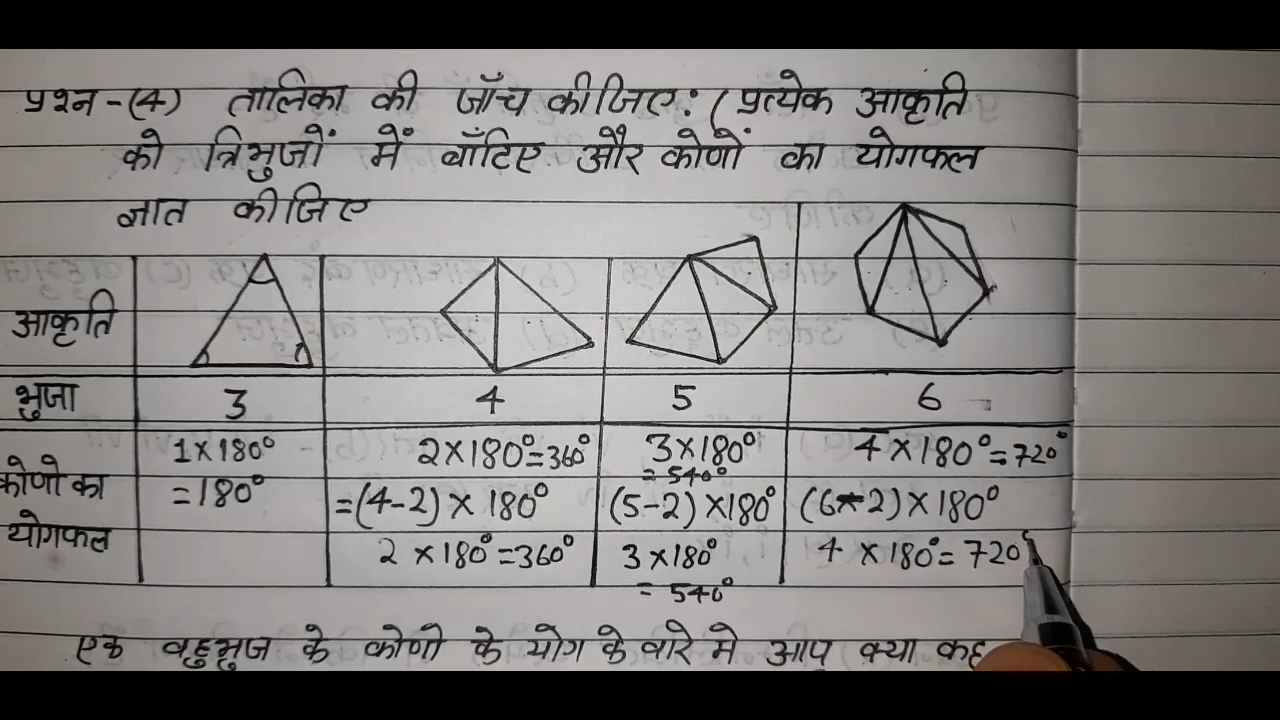 प्रश्न-(4) तालिका की जाँच कीजिए: (प्रत्येक आकृति
को त्रिभुजों में बाँटिए और कोणों का योगफल
ज्ञात कीजिए
आकृति
भुजा 3 4 5 6
कोणो का योगफल
1×180° 2×180°=360° 3×180° =540° 4×180°=720°
=180° =(4-2)×180° (5-2)×180° (6-2)×180°
2×180°=360° 3×180° =540° 4×180°=720°
एक बहुभुज के कोणो के योग के बारे मे आप क्या कह